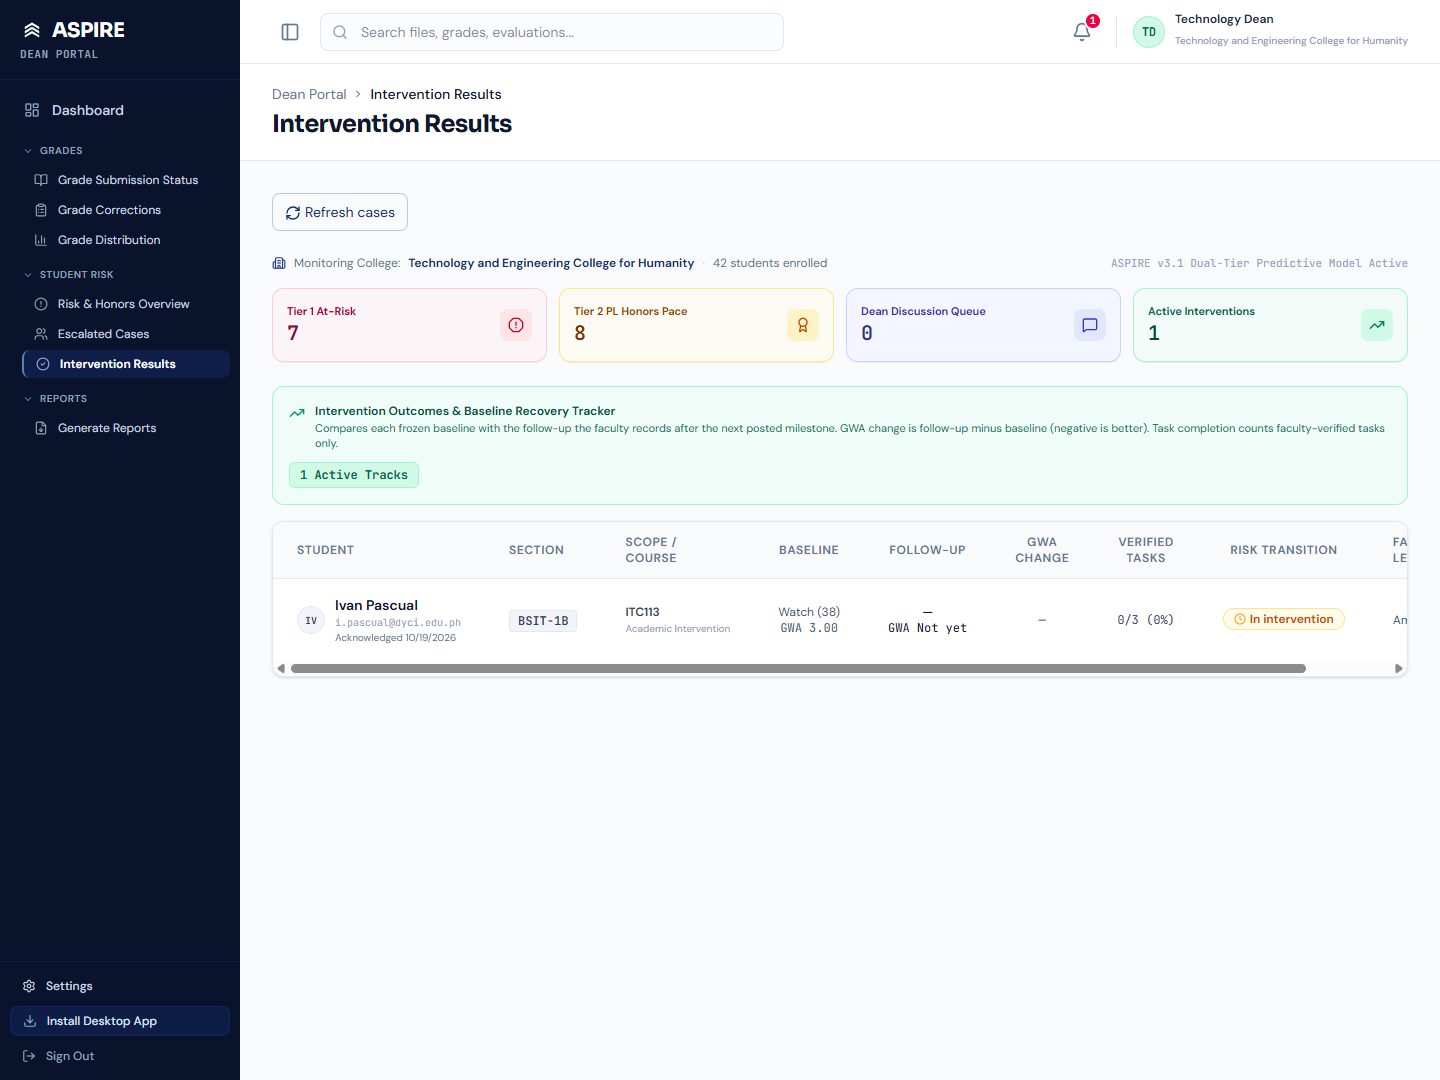 ASPIRE
DEAN PORTAL
Dashboard
GRADES
Grade Submission Status
Grade Corrections
Grade Distribution
STUDENT RISK
Risk & Honors Overview
Escalated Cases
Intervention Results
REPORTS
Generate Reports
Settings
Install Desktop App
Sign Out
Search files, grades, evaluations...
1
TD
Technology Dean
Technology and Engineering College for Humanity
Dean Portal > Intervention Results
Intervention Results
Refresh cases
Monitoring College: Technology and Engineering College for Humanity · 42 students enrolled
ASPIRE v3.1 Dual-Tier Predictive Model Active
Tier 1 At-Risk
7
Tier 2 PL Honors Pace
8
Dean Discussion Queue
0
Active Interventions
1
Intervention Outcomes & Baseline Recovery Tracker
Compares each frozen baseline with the follow-up the faculty records after the next posted milestone. GWA change is follow-up minus baseline (negative is better). Task completion counts faculty-verified tasks
only.
1 Active Tracks
STUDENT
SECTION
SCOPE /
COURSE
BASELINE
FOLLOW-UP
GWA
CHANGE
VERIFIED
TASKS
RISK TRANSITION
FA
LE
IV
Ivan Pascual
i.pascual@dyci.edu.ph
Acknowledged 10/19/2026
BSIT-1B
ITC113
Academic Intervention
Watch (38)
GWA 3.00
—
GWA Not yet
—
0/3 (0%)
In intervention
An